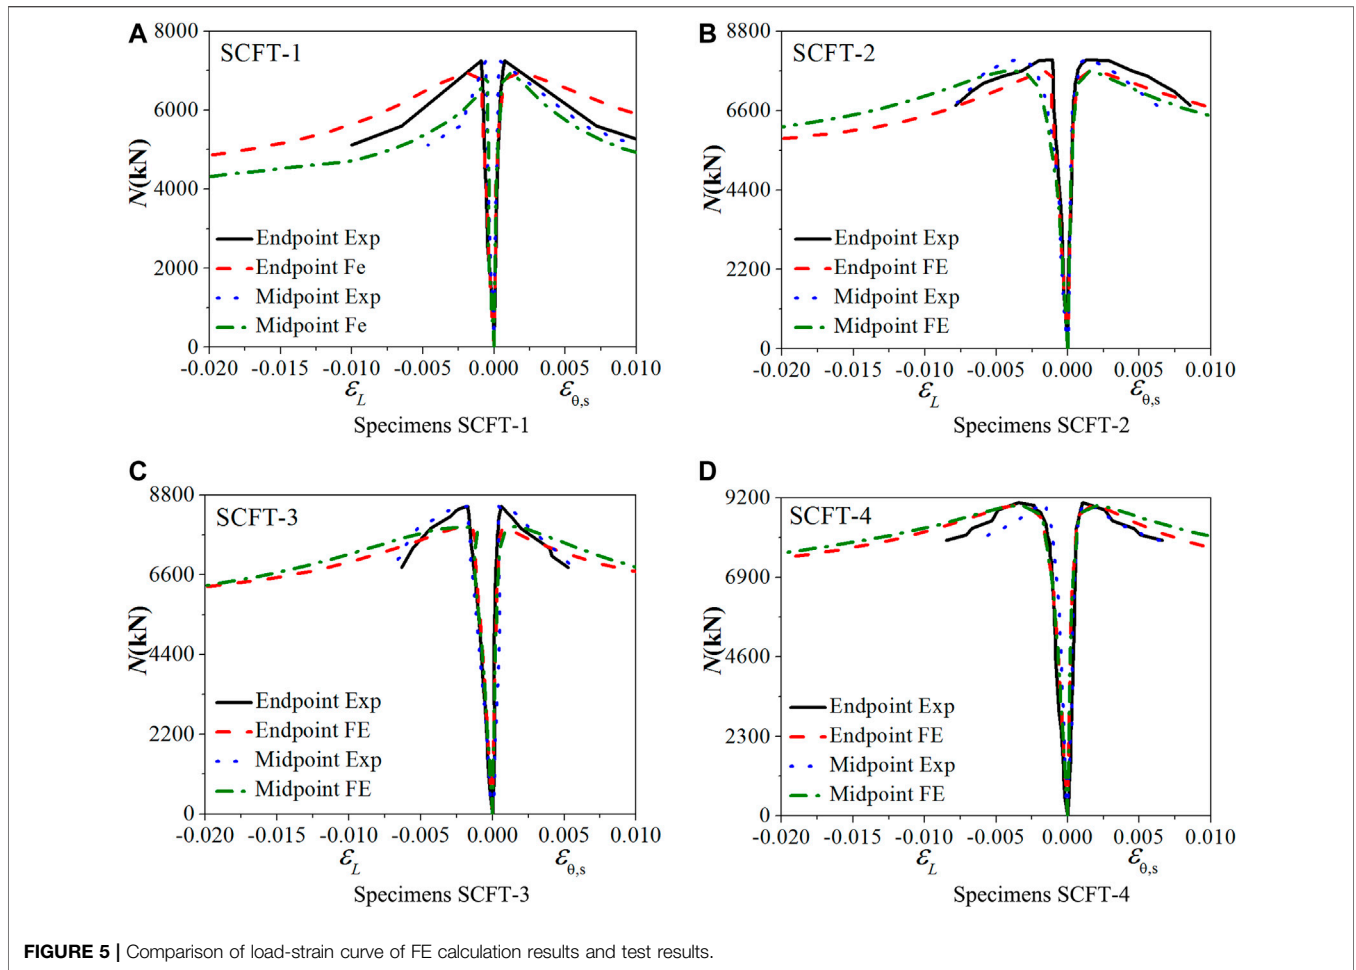 A
SCFT-1
N(kN)
8000
6000
4000
2000
0
Endpoint Exp
Endpoint Fe
Midpoint Exp
Midpoint Fe
-0.020 -0.015 -0.010 -0.005 0.000 0.005 0.010
εL εθ,s
Specimens SCFT-1
B
SCFT-2
N(kN)
8800
6600
4400
2200
0
Endpoint Exp
Endpoint FE
Midpoint Exp
Midpoint FE
-0.020 -0.015 -0.010 -0.005 0.000 0.005 0.010
εL εθ,s
Specimens SCFT-2
C
SCFT-3
N(kN)
8800
6600
4400
2200
0
Endpoint Exp
Endpoint FE
Midpoint Exp
Midpoint FE
-0.020 -0.015 -0.010 -0.005 0.000 0.005 0.010
εL εθ,s
Specimens SCFT-3
D
SCFT-4
N(kN)
9200
6900
4600
2300
0
Endpoint Exp
Endpoint FE
Midpoint Exp
Midpoint FE
-0.020 -0.015 -0.010 -0.005 0.000 0.005 0.010
εL εθ,s
Specimens SCFT-4
FIGURE 5 | Comparison of load-strain curve of FE calculation results and test results.